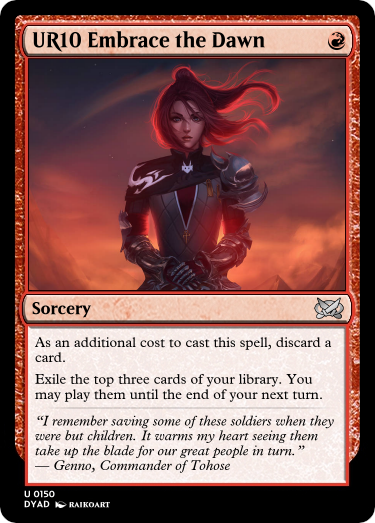 UR10 Embrace the Dawn
Sorcery
As an additional cost to cast this spell, discard a
card.
Exile the top three cards of your library. You
may play them until the end of your next turn.
“I remember saving some of these soldiers when they
were but children. It warms my heart seeing them
take up the blade for our great people in turn.”
— Genno, Commander of Tohose
U 0150
DYAD RAIKOART